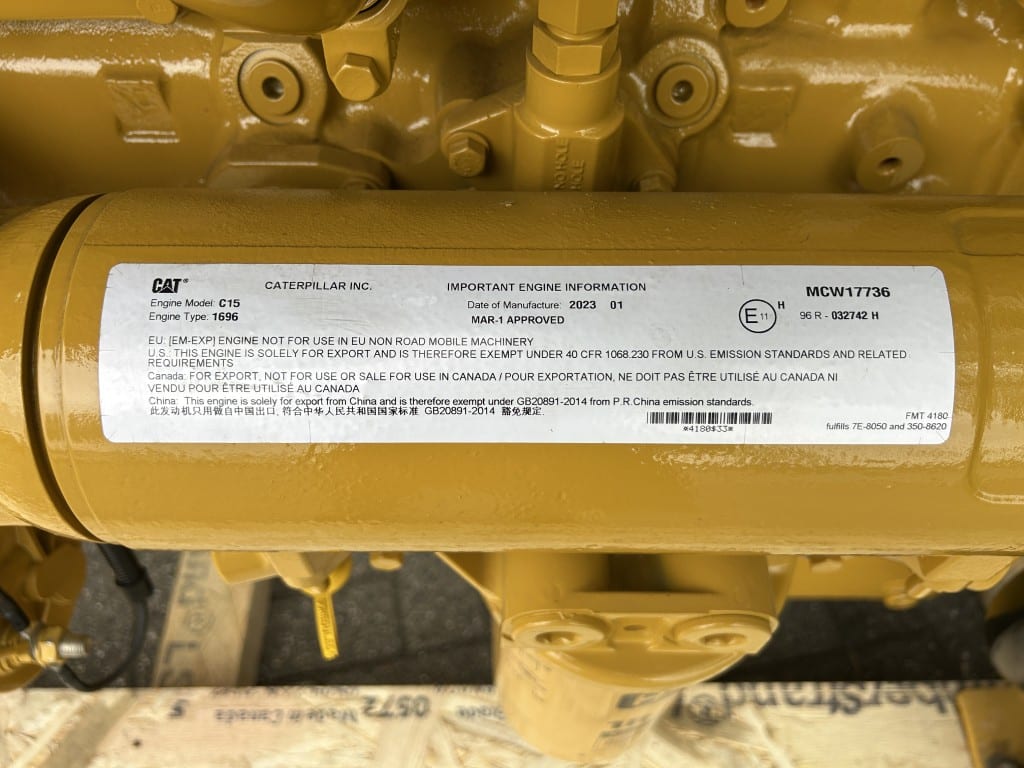 NO HOLE
HOLE
CAT® CATERPILLAR INC. IMPORTANT ENGINE INFORMATION MCW17736
Engine Model: C15 Date of Manufacture: 2023 01 E 11 H 96 R - 032742 H
Engine Type: 1696 MAR-1 APPROVED
EU: [EM-EXP] ENGINE NOT FOR USE IN EU NON ROAD MOBILE MACHINERY
U.S.: THIS ENGINE IS SOLELY FOR EXPORT AND IS THEREFORE EXEMPT UNDER 40 CFR 1068.230 FROM U.S. EMISSION STANDARDS AND RELATED
REQUIREMENTS
Canada: FOR EXPORT, NOT FOR USE OR SALE FOR USE IN CANADA / POUR EXPORTATION, NE DOIT PAS ÊTRE UTILISÉ AU CANADA NI
VENDU POUR ÊTRE UTILISÉ AU CANADA
China: This engine is solely for export from China and is therefore exempt under GB20891-2014 from P.R.China emission standards.
此发动机只用做自中国出口, 符合中华人民共和国国家标准 GB20891-2014 豁免规定.
*4180$33*
FMT 4180
fulfills 7E-8050 and 350-8620
Made in Canada 0572